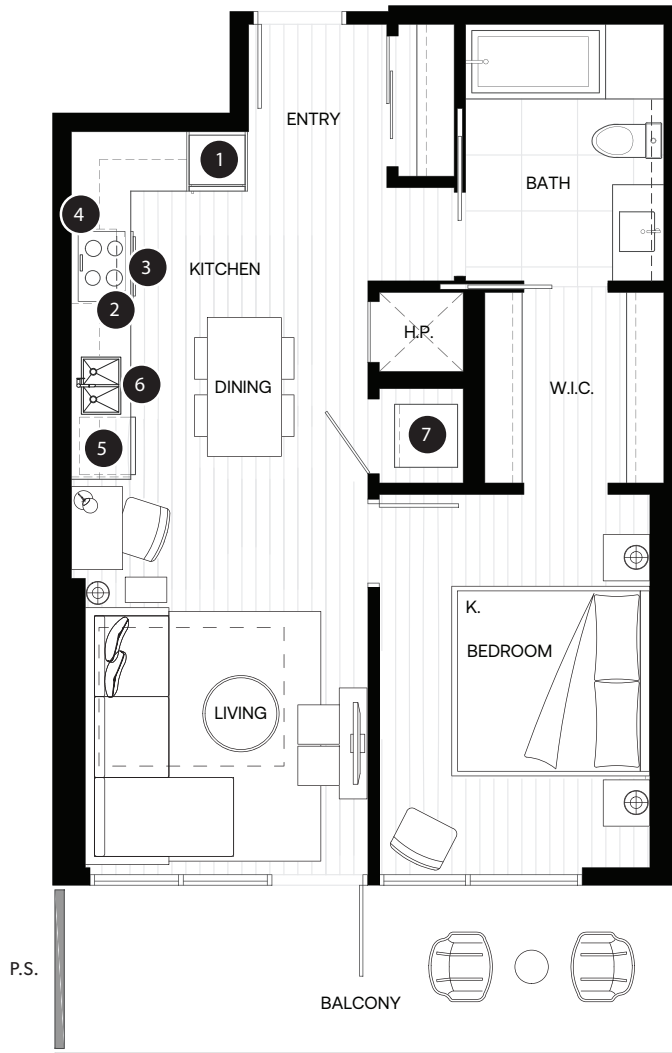 1
ENTRY
BATH
4
3
KITCHEN
2
H.P.
6
DINING
W.I.C.
7
5
K.
BEDROOM
LIVING
P.S.
BALCONY